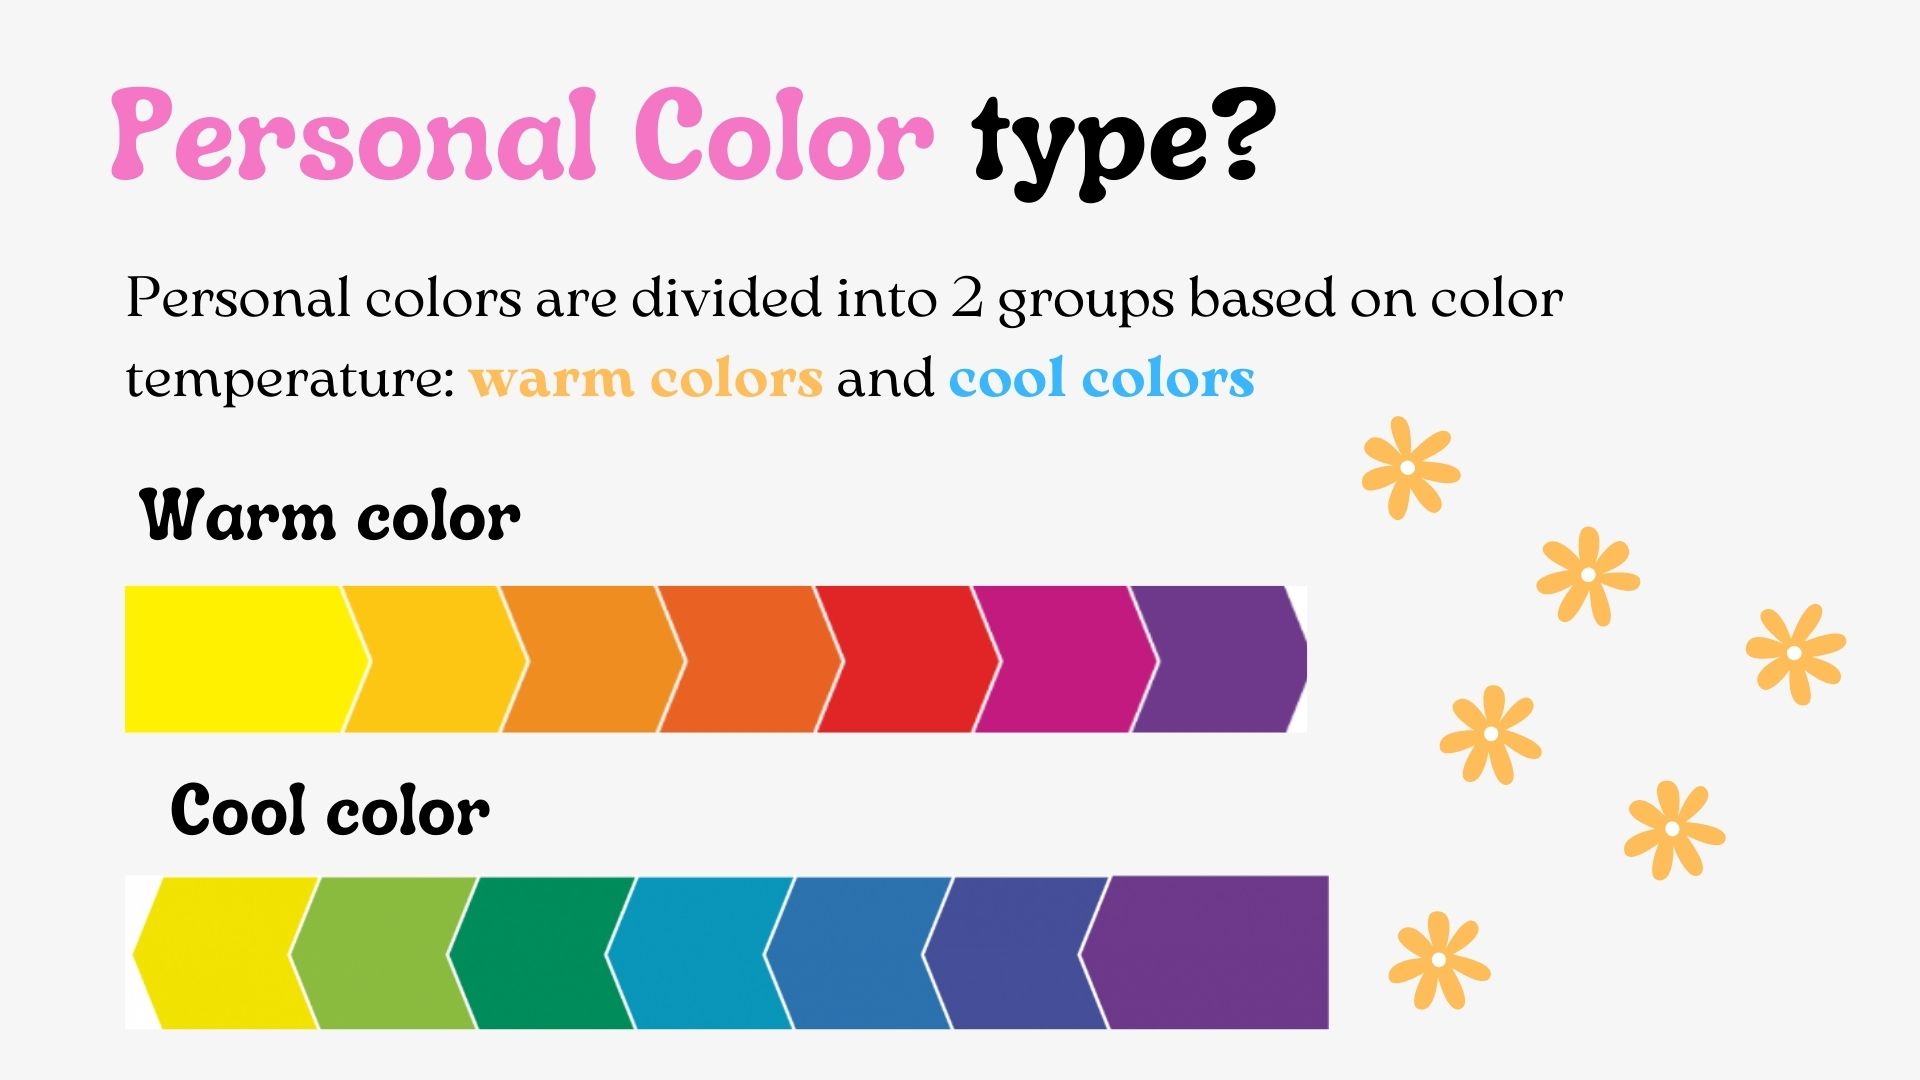 Personal Color type?
Personal colors are divided into 2 groups based on color
temperature: warm colors and cool colors
Warm color
Cool color